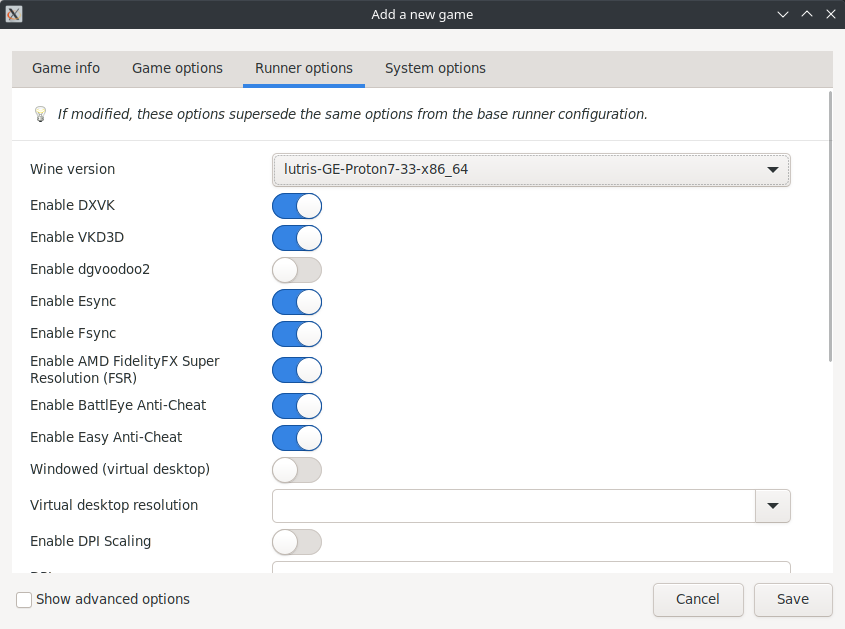 Add a new game
Game info Game options Runner options System options
If modified, these options supersede the same options from the base runner configuration.
Wine version lutris-GE-Proton7-33-x86_64
Enable DXVK
Enable VKD3D
Enable dgvoodoo2
Enable Esync
Enable Fsync
Enable AMD FidelityFX Super
Resolution (FSR)
Enable BattlEye Anti-Cheat
Enable Easy Anti-Cheat
Windowed (virtual desktop)
Virtual desktop resolution
Enable DPI Scaling
Show advanced options Cancel Save